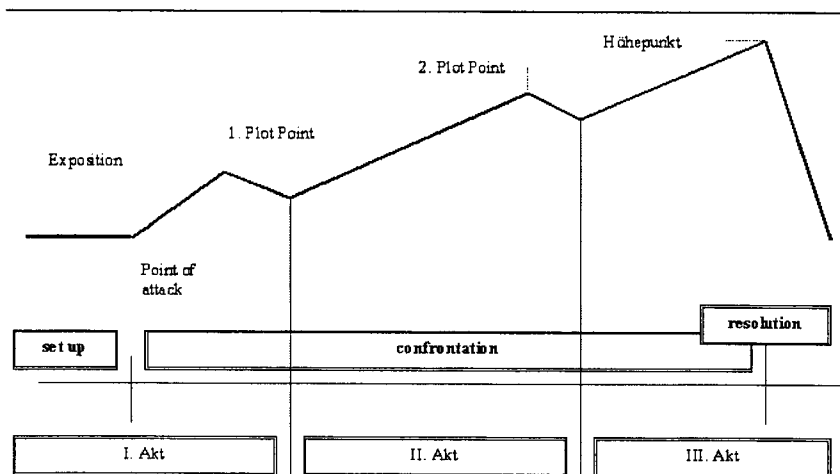 Höhepunkt
2. Plot Point
1. Plot Point
Exposition
Point of
attack
resolution
set up
confrontation
I. Akt
II. Akt
III. Akt